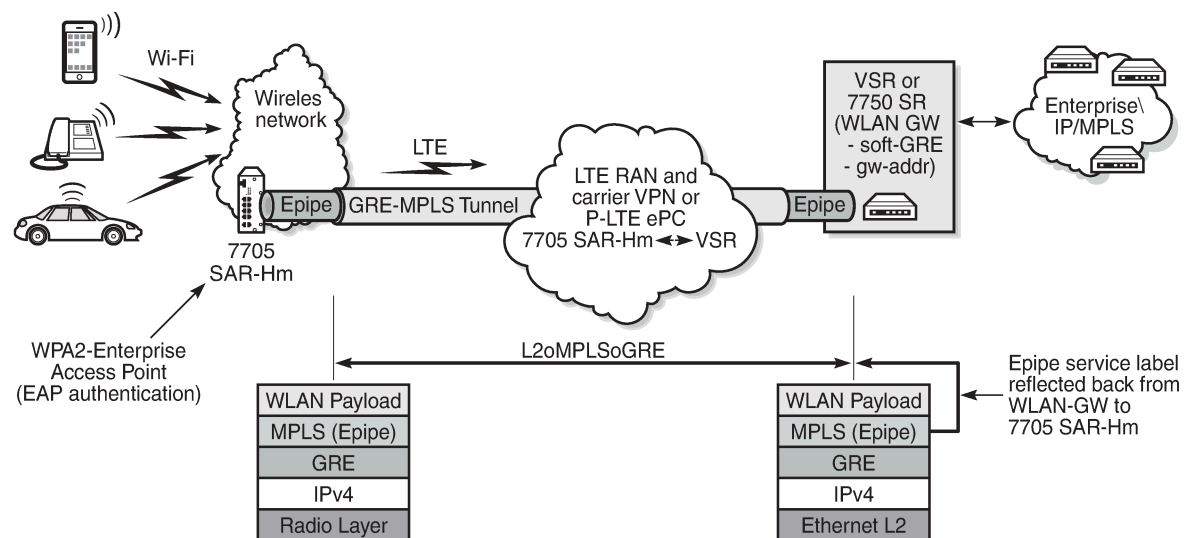 Wi-Fi
Wireles
network
7705
SAR-Hm
WPA2-Enterprise
Access Point
(EAP authentication)
LTE
Epipe
GRE-MPLS Tunnel
LTE RAN and
carrier VPN or
P-LTE ePC
7705 SAR-Hm VSR
Epipe
VSR or
7750 SR
(WLAN GW
- soft-GRE
- gw-addr)
Enterprise\
IP/MPLS
L2oMPLSoGRE
WLAN Payload
MPLS (Epipe)
GRE
IPv4
Radio Layer
WLAN Payload
MPLS (Epipe)
GRE
IPv4
Ethernet L2
Epipe service label
reflected back from
WLAN-GW to
7705 SAR-Hm